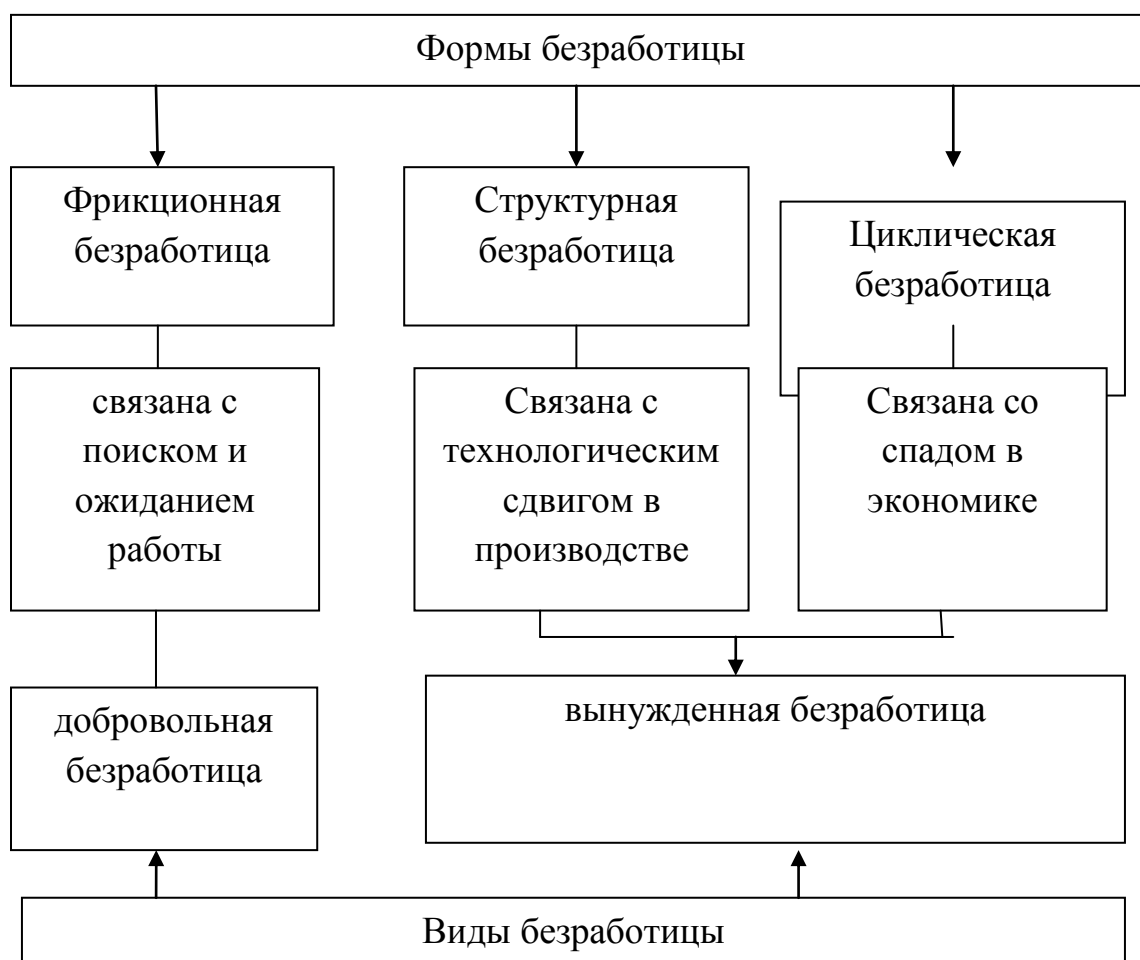 Формы безработицы
Фрикционная
безработица
Структурная
безработица
Циклическая
безработица
связана с
поиском и
ожиданием
работы
Связана с
технологическим
сдвигом в
производстве
Связана со
спадом в
экономике
добровольная
безработица
вынужденная безработица
Виды безработицы